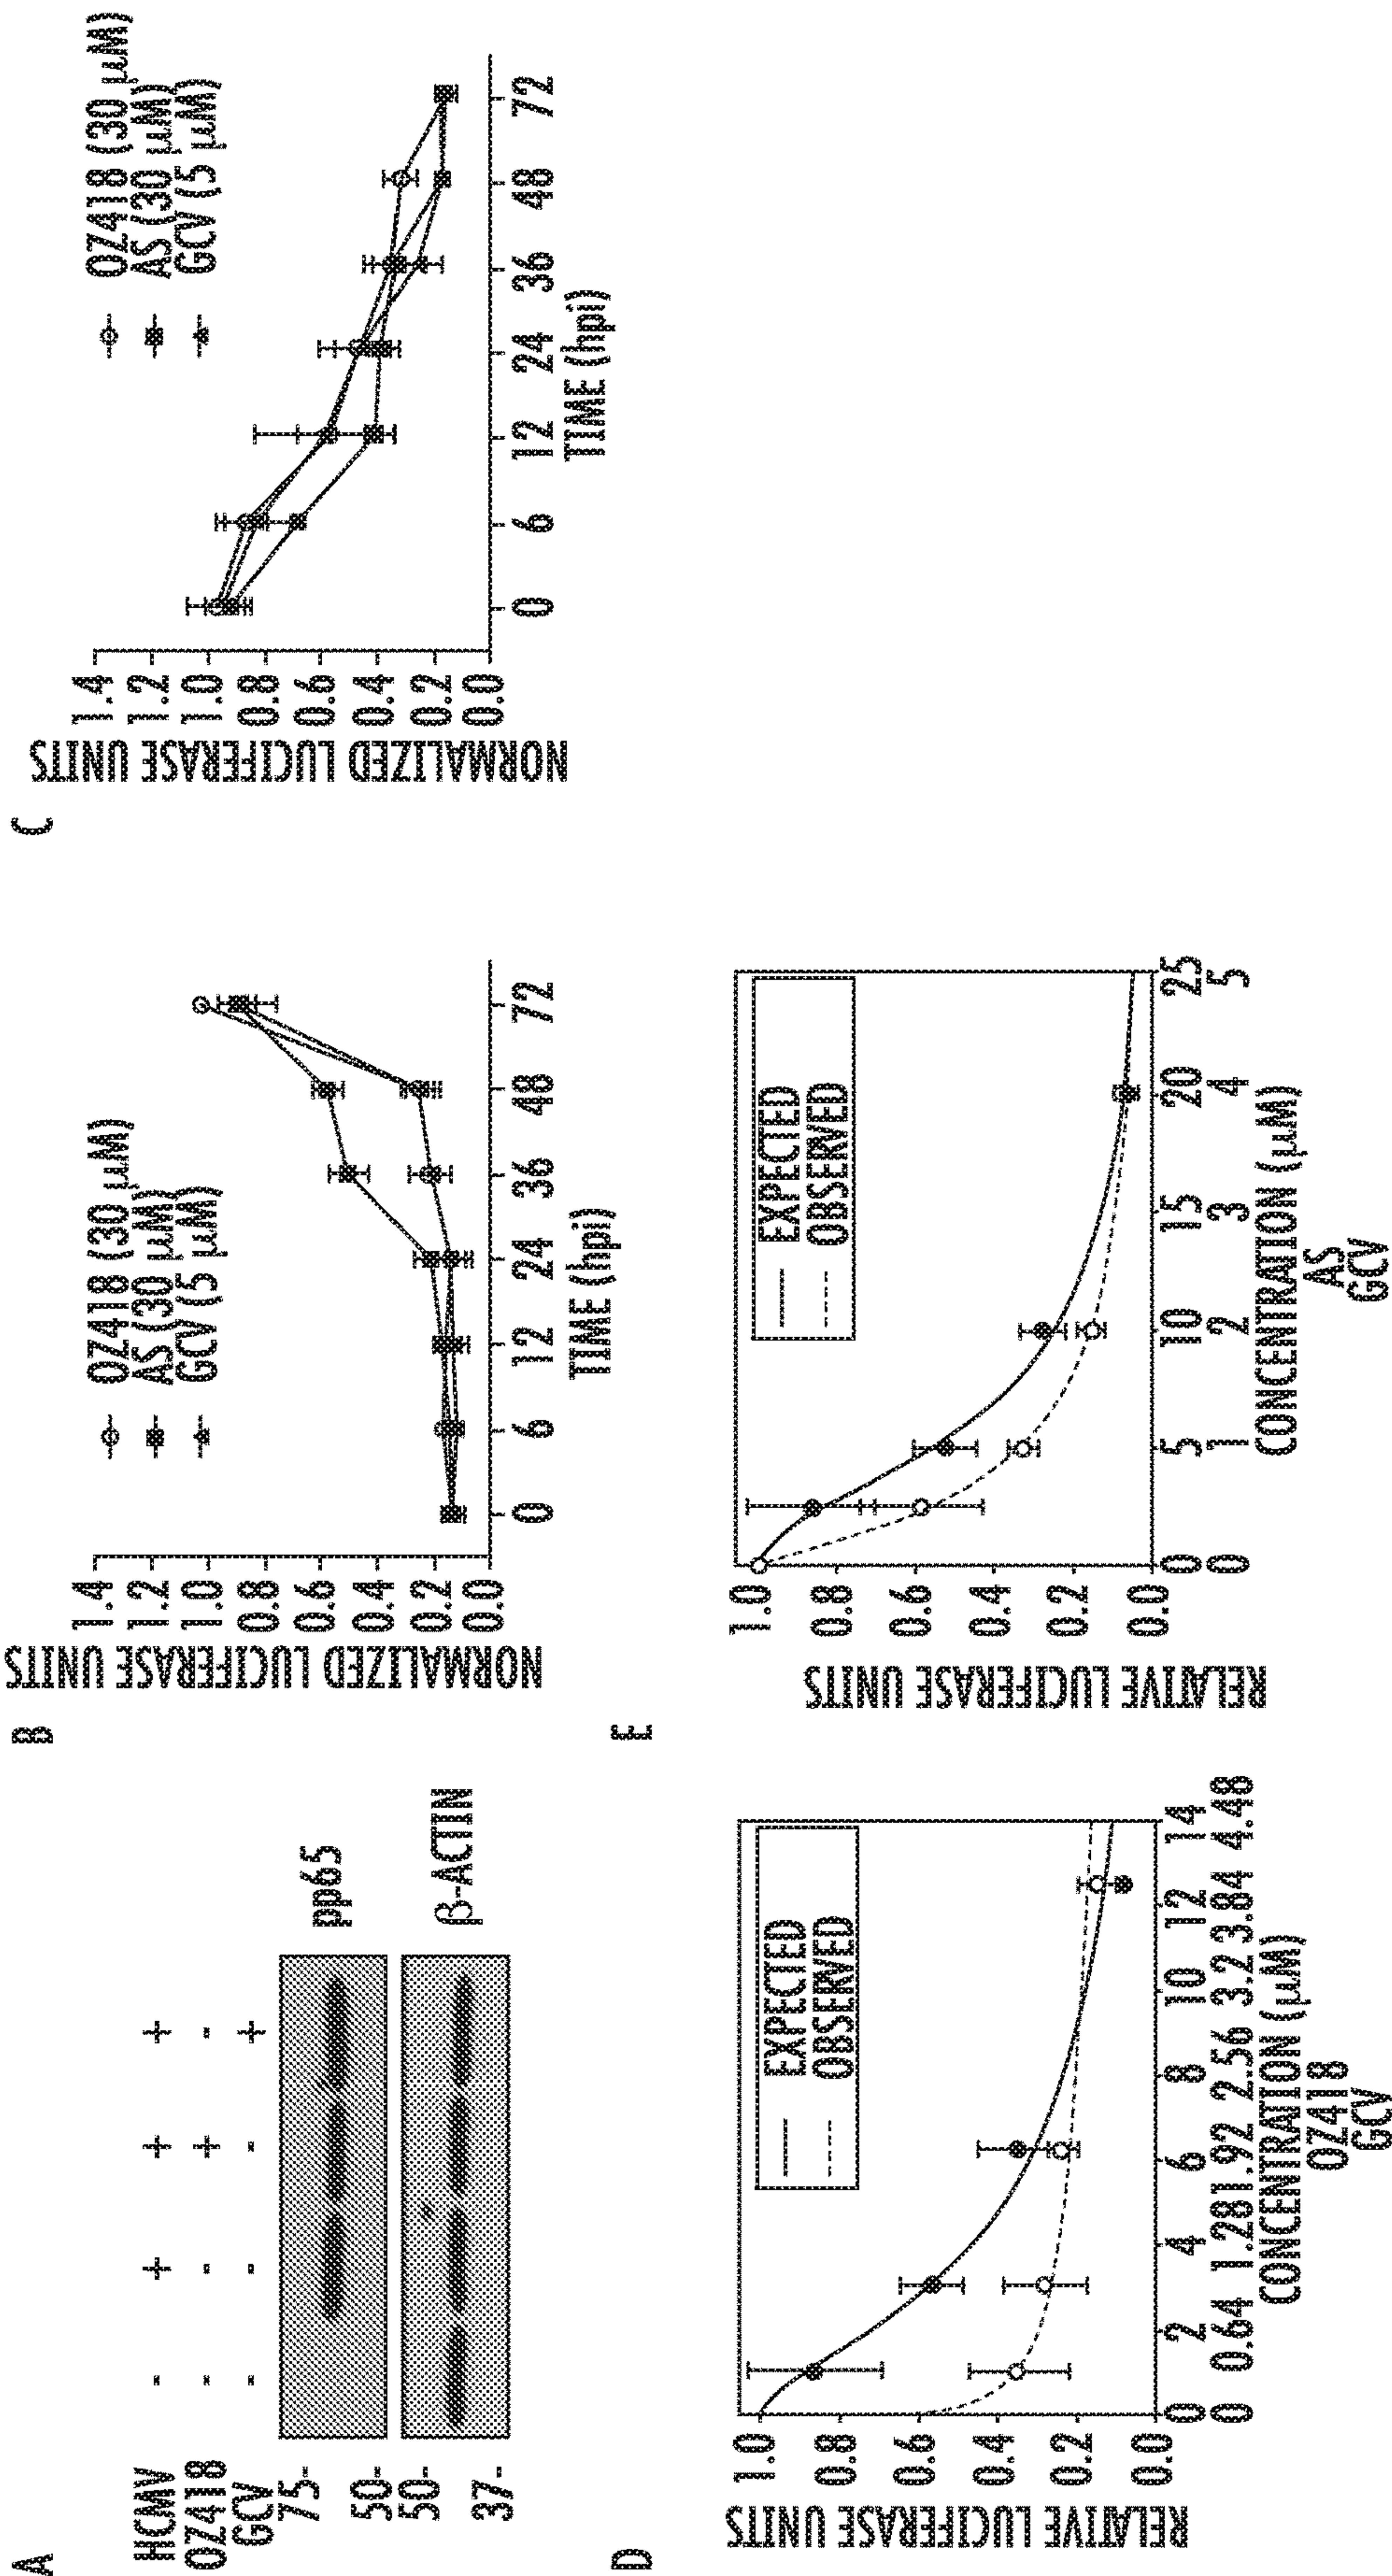 A
HCMV - + + +
OZ418 - - + -
GCV - - - +
75-
50-
pp65
50-
37-
β-ACTIN
B
NORMALIZED LUCIFERASE UNITS
1.4
1.2
1.0
0.8
0.6
0.4
0.2
0.0
OZ418 (30 μM)
AS (30 μM)
GCV (5 μM)
0 6 12 24 36 48 72
TIME (hpi)
C
NORMALIZED LUCIFERASE UNITS
1.4
1.2
1.0
0.8
0.6
0.4
0.2
0.0
OZ418 (30 μM)
AS (30 μM)
GCV (5 μM)
0 6 12 24 36 48 72
TIME (hpi)
D
RELATIVE LUCIFERASE UNITS
1.0
0.8
0.6
0.4
0.2
0.0
EXPECTED
OBSERVED
0 2 4 6 8 10 12 14
0 0.64 1.28 1.92 2.56 3.2 3.84 4.48
CONCENTRATION (μM)
OZ418
GCV
E
RELATIVE LUCIFERASE UNITS
1.0
0.8
0.6
0.4
0.2
0.0
EXPECTED
OBSERVED
0 5 10 15 20 25
0 1 2 3 4 5
CONCENTRATION (μM)
AS
GCV